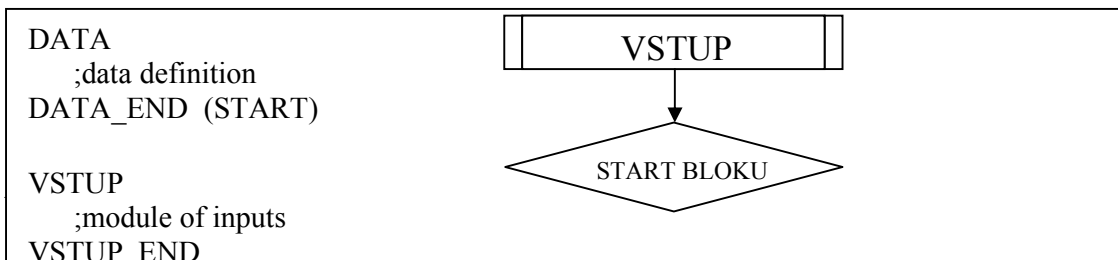 DATA
;data definition
DATA_END (START)
VSTUP
;module of inputs
VSTUP_END
VSTUP
START BLOKU